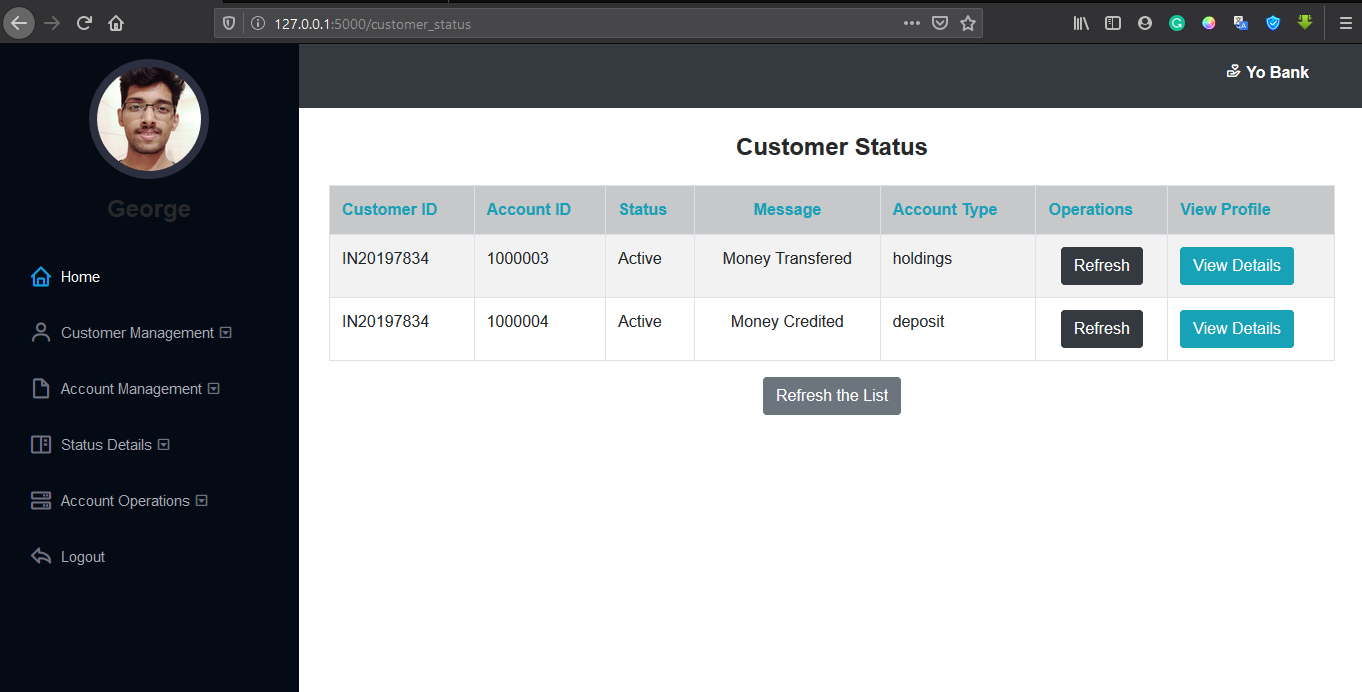 127.0.0.1:5000/customer_status
Yo Bank
George
Home
Customer Management
Account Management
Status Details
Account Operations
Logout
Customer Status
Customer ID Account ID Status Message Account Type Operations View Profile
IN20197834 1000003 Active Money Transfered holdings Refresh View Details
IN20197834 1000004 Active Money Credited deposit Refresh View Details
Refresh the List